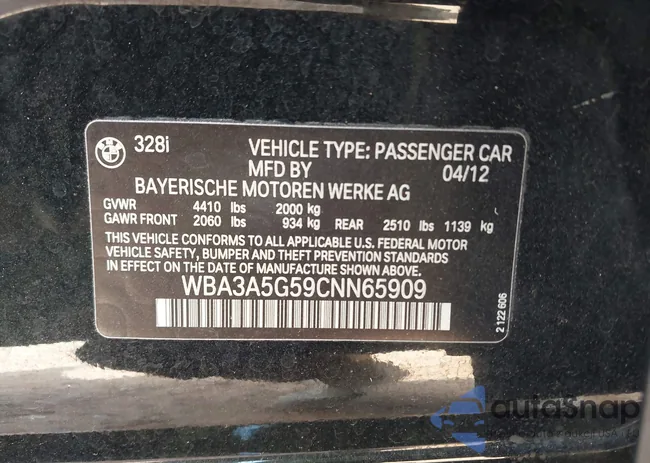 328i VEHICLE TYPE: PASSENGER CAR
MFD BY 04/12
BAYERISCHE MOTOREN WERKE AG
GVWR 4410 lbs 2000 kg
GAWR FRONT 2060 lbs 934 kg REAR 2510 lbs 1139 kg
THIS VEHICLE CONFORMS TO ALL APPLICABLE U.S. FEDERAL MOTOR
VEHICLE SAFETY, BUMPER AND THEFT PREVENTION STANDARDS
IN EFFECT ON THE DATE OF MANUFACTURE SHOWN ABOVE.
WBA3A5G59CNN65909
2 122 606
autosnap